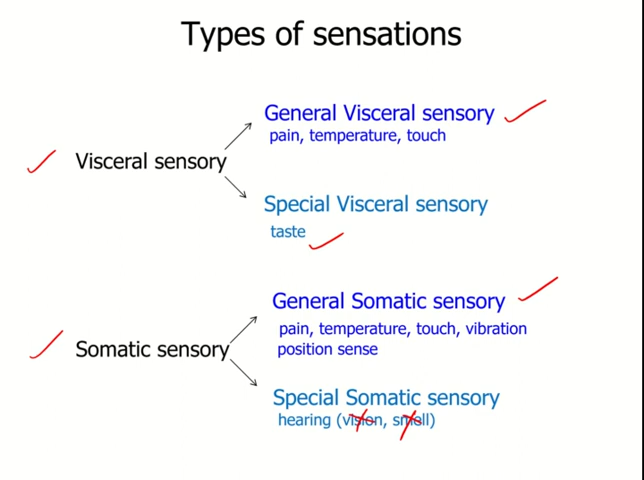 Types of sensations
General Visceral sensory
pain, temperature, touch
Visceral sensory
Special Visceral sensory
taste
General Somatic sensory
pain, temperature, touch, vibration
position sense
Somatic sensory
Special Somatic sensory
hearing (vision, smell)